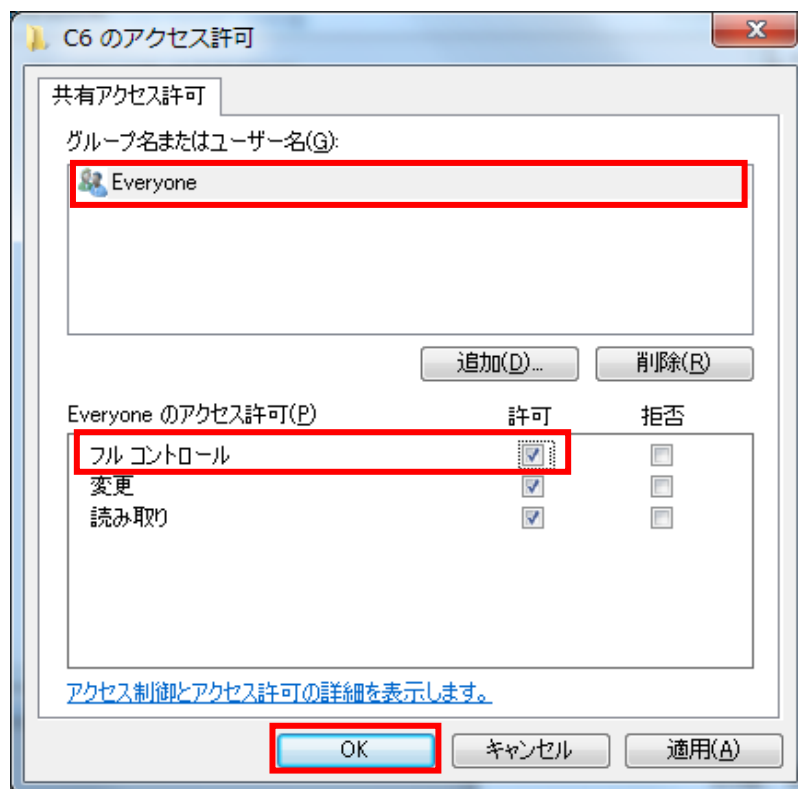 C6 のアクセス許可
共有アクセス許可
グループ名またはユーザー名(G):
Everyone
追加(D)... 削除(R)
Everyone のアクセス許可(P) 許可 拒否
フル コントロール
変更
読み取り
アクセス制御とアクセス許可の詳細を表示します。
OK キャンセル 適用(A)